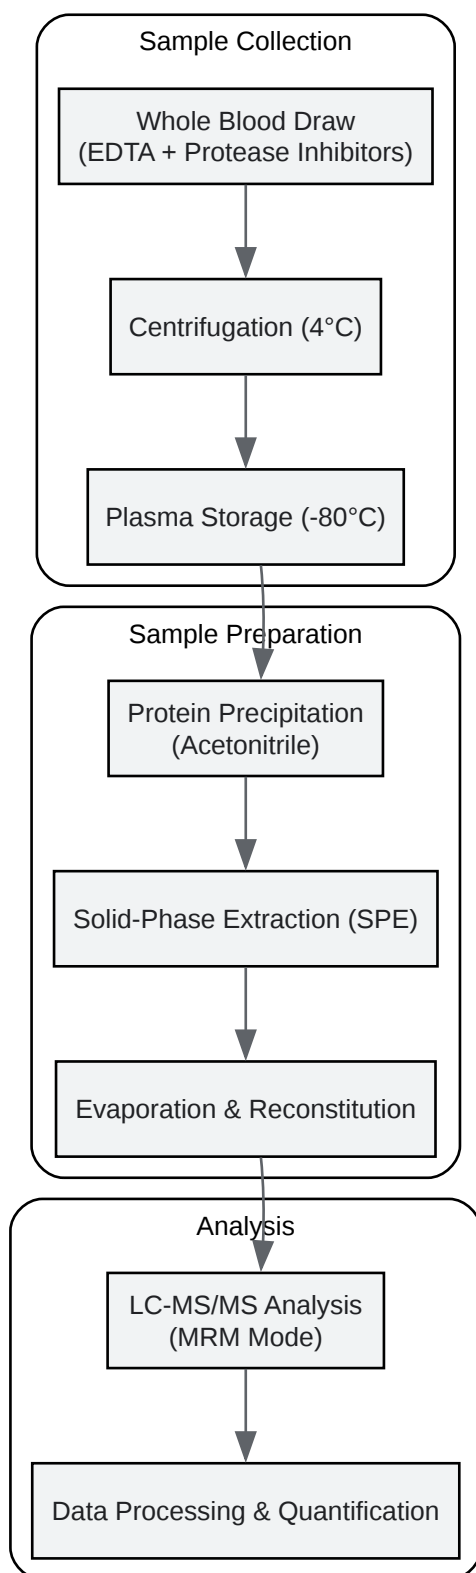 Sample Collection
Whole Blood Draw
(EDTA + Protease Inhibitors)
Centrifugation (4°C)
Plasma Storage (-80°C)
Sample Preparation
Protein Precipitation
(Acetonitrile)
Solid-Phase Extraction (SPE)
Evaporation & Reconstitution
Analysis
LC-MS/MS Analysis
(MRM Mode)
Data Processing & Quantification